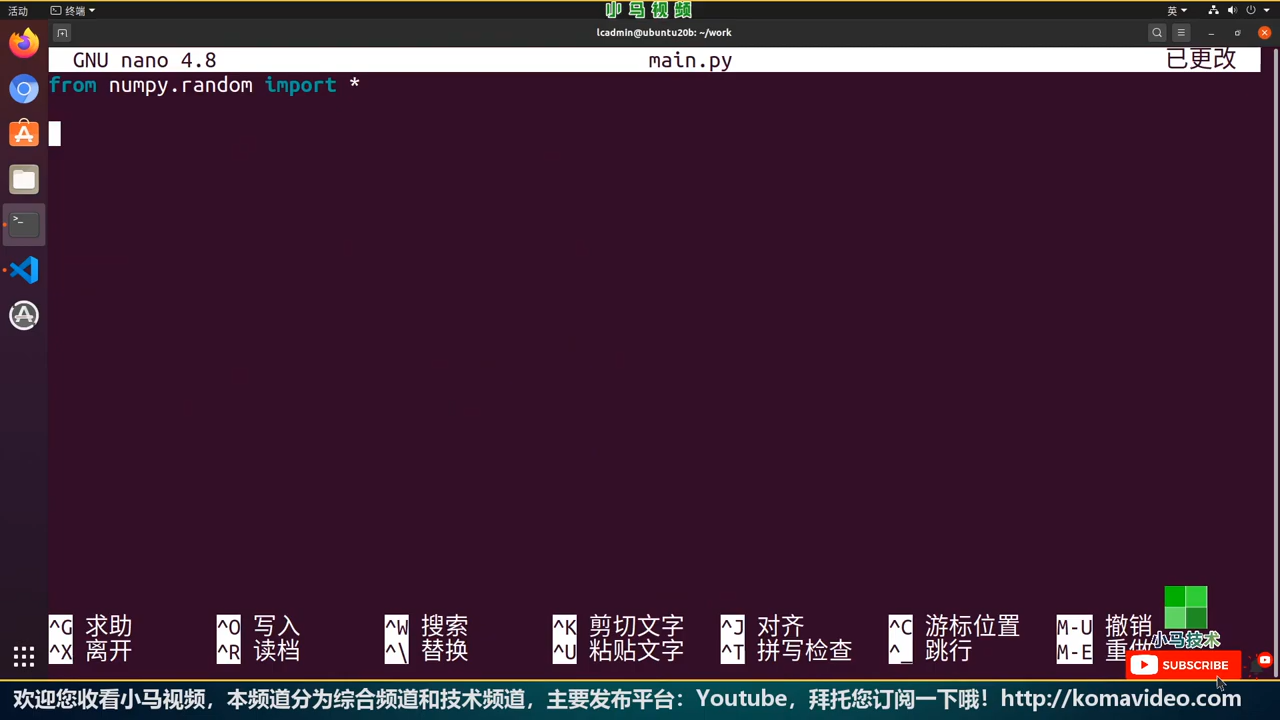 活动 终端 小马视频 英
lcadmin@ubuntu20b: ~/work
GNU nano 4.8 main.py 已更改
from numpy.random import *
^G 求助 ^O 写入 ^W 搜索 ^K 剪切文字 ^J 对齐 ^C 游标位置 M-U 撤销
^X 离开 ^R 读档 ^\ 替换 ^U 粘贴文字 ^T 拼写检查 ^_ 跳行 M-E 重做
小马技术
SUBSCRIBE
欢迎您收看小马视频，本频道分为综合频道和技术频道，主要发布平台：Youtube，拜托您订阅一下哦！http://komavideo.com